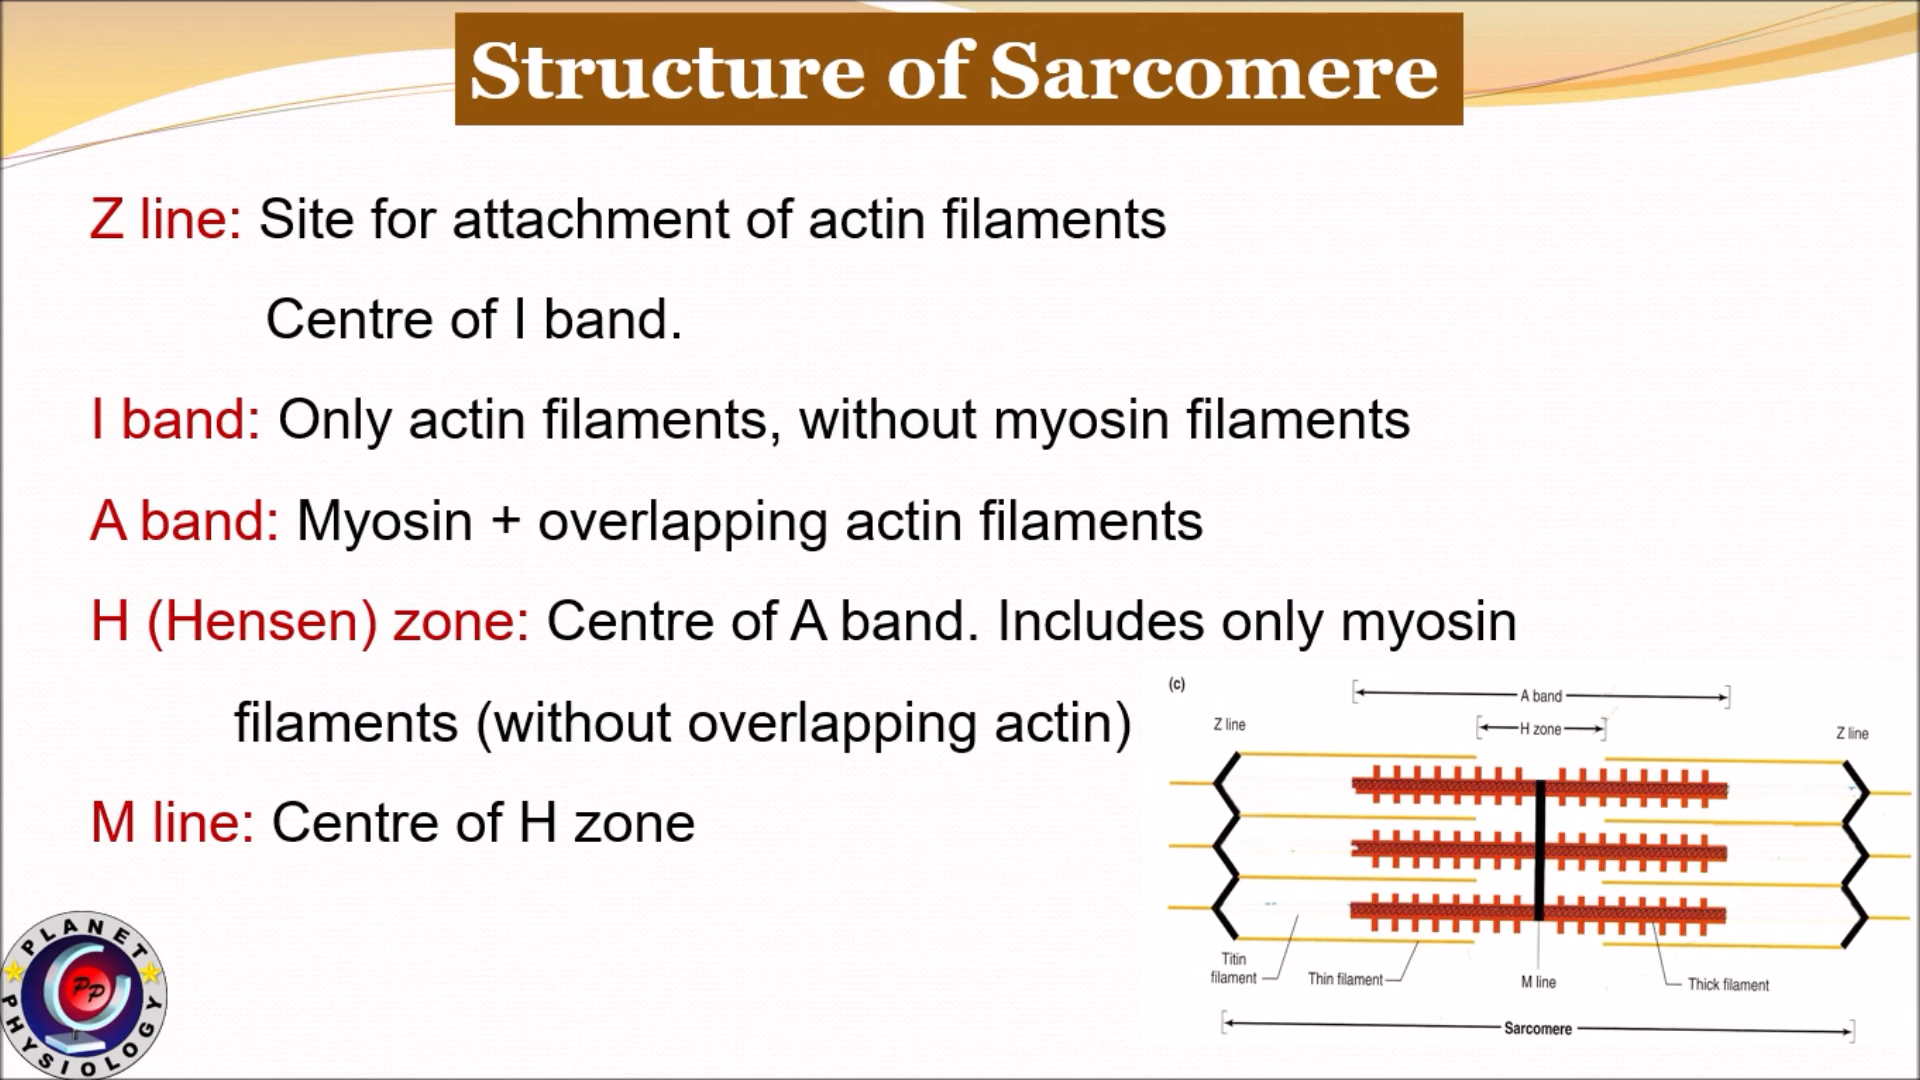 Structure of Sarcomere
Z line: Site for attachment of actin filaments
Centre of I band.
I band: Only actin filaments, without myosin filaments
A band: Myosin + overlapping actin filaments
H (Hensen) zone: Centre of A band. Includes only myosin
filaments (without overlapping actin)
M line: Centre of H zone
(c)
A band
Z line
H zone
Z line
Titin
filament
Thin filament
M line
Thick filament
Sarcomere
PLANET
PP
PHYSIOLOGY